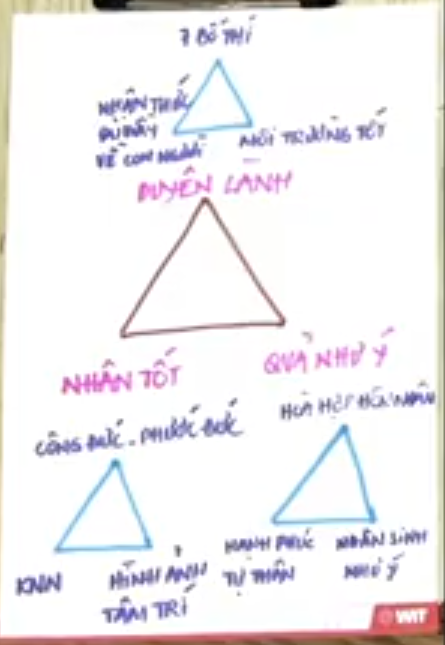 7 BỐ THÍ
NHẬN THỨC
ĐỦ ĐẦY
VỀ CON NGƯỜI
MÔI TRƯỜNG TỐT
DUYÊN LÀNH
NHÂN TỐT
QUẢ NHƯ Ý
CÔNG ĐỨC - PHƯỚC ĐỨC
HOÀ HỢP HÔN NHÂN
KNN
HÌNH ẢNH
TÂM TRÍ
HẠNH PHÚC
TỰ THÂN
NHÂN SINH
NHƯ Ý
WIT